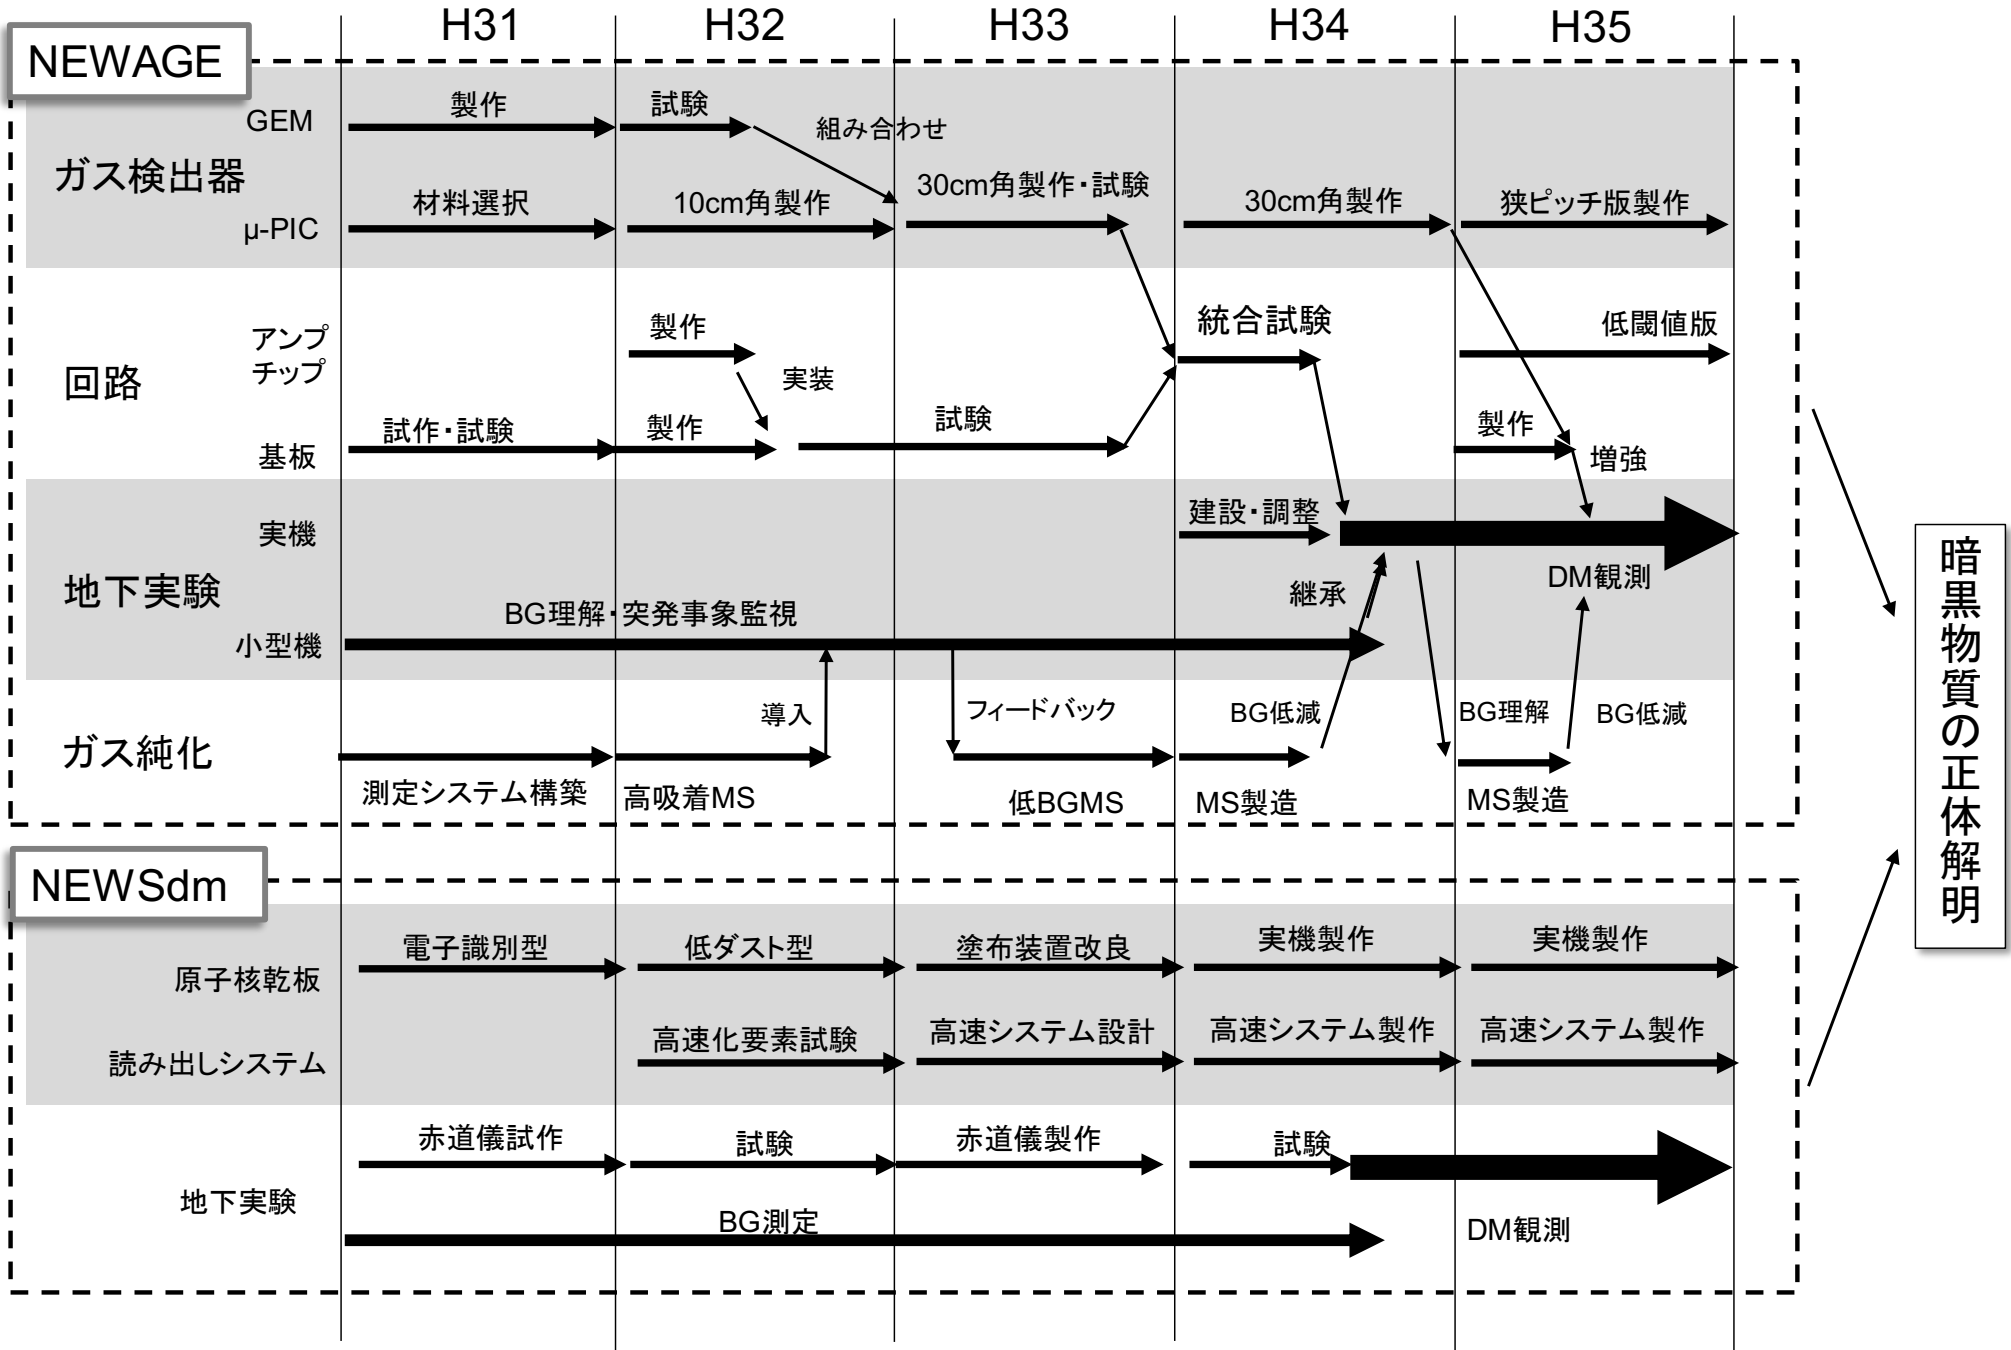 H31
H32
H33
H34
H35
NEWAGE
ガス検出器
GEM
製作
試験
組み合わせ
μ-PIC
材料選択
10cm角製作
30cm角製作・試験
30cm角製作
狭ピッチ版製作
回路
アンプ
チップ
製作
実装
統合試験
低閾値版
基板
試作・試験
製作
試験
製作
増強
地下実験
実機
建設・調整
DM観測
継承
小型機
BG理解・突発事象監視
導入
フィードバック
BG低減
BG理解
BG低減
ガス純化
測定システム構築
高吸着MS
低BGMS
MS製造
MS製造
NEWSdm
原子核乾板
電子識別型
低ダスト型
塗布装置改良
実機製作
実機製作
読み出しシステム
高速化要素試験
高速システム設計
高速システム製作
高速システム製作
地下実験
赤道儀試作
試験
赤道儀製作
試験
BG測定
DM観測
暗黒物質の正体解明